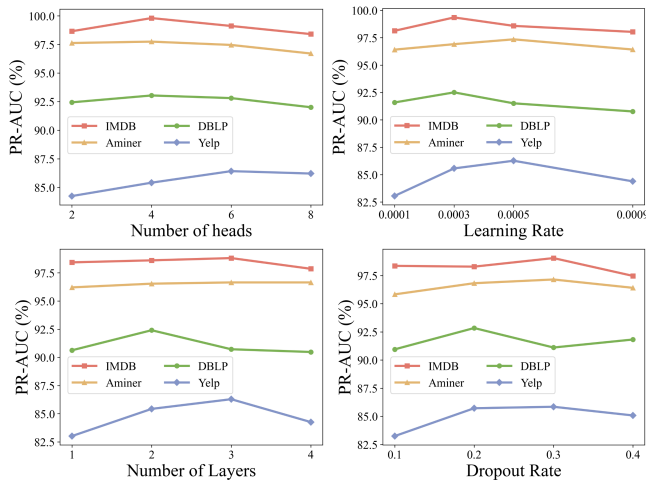 PR-AUC (%)
100.0
97.5
95.0
92.5
90.0
87.5
85.0
IMDB DBLP
Aminer Yelp
2 4 6 8
Number of heads
PR-AUC (%)
100.0
97.5
95.0
92.5
90.0
87.5
85.0
82.5
IMDB DBLP
Aminer Yelp
0.0001 0.0003 0.0005 0.0009
Learning Rate
PR-AUC (%)
97.5
95.0
92.5
90.0
87.5
85.0
82.5
IMDB DBLP
Aminer Yelp
1 2 3 4
Number of Layers
PR-AUC (%)
97.5
95.0
92.5
90.0
87.5
85.0
82.5
IMDB DBLP
Aminer Yelp
0.1 0.2 0.3 0.4
Dropout Rate